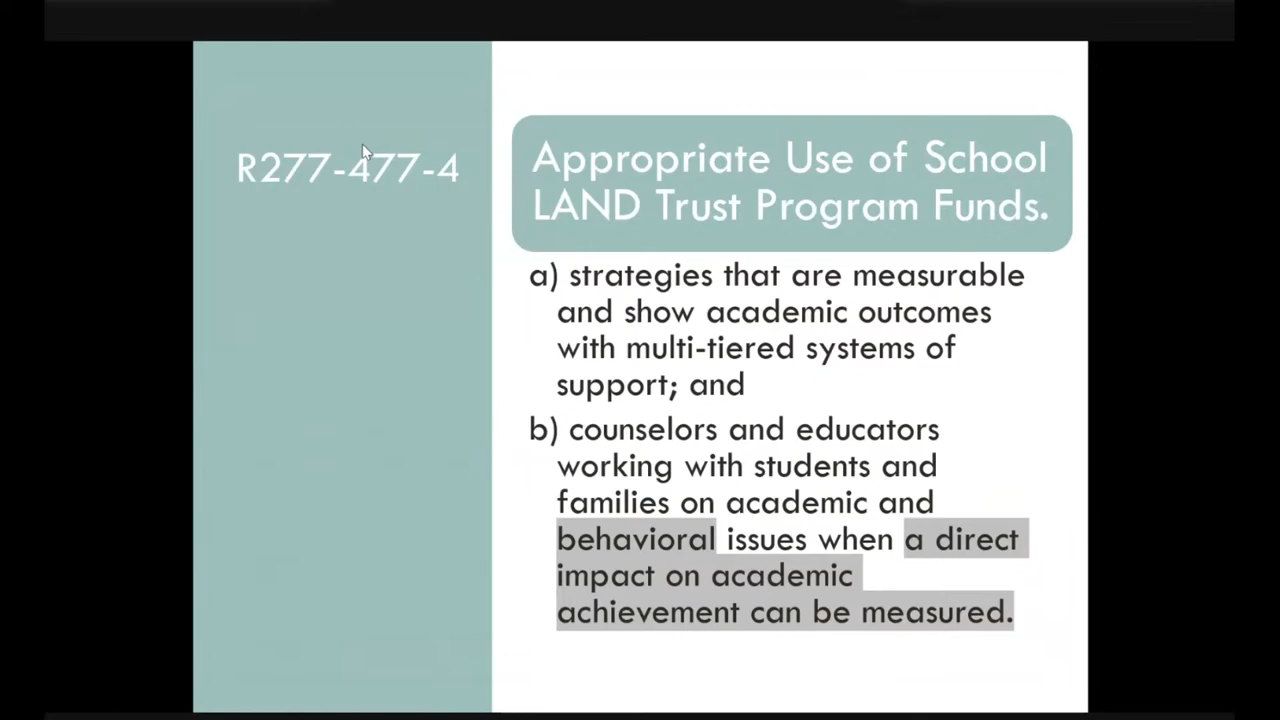 R277-477-4
Appropriate Use of School
LAND Trust Program Funds.
a) strategies that are measurable
and show academic outcomes
with multi-tiered systems of
support; and
b) counselors and educators
working with students and
families on academic and
behavioral issues when a direct
impact on academic
achievement can be measured.